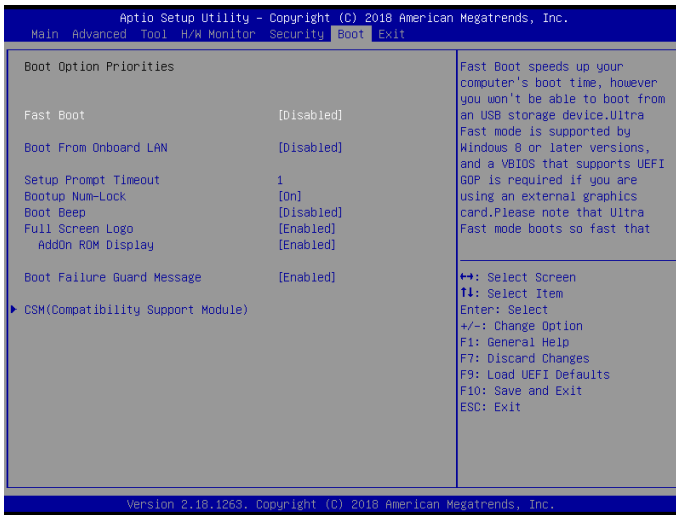 Aptio Setup Utility – Copyright (C) 2018 American Megatrends, Inc.
Main Advanced Tool H/W Monitor Security Boot Exit
Boot Option Priorities
Fast Boot [Disabled]
Boot From Onboard LAN [Disabled]
Setup Prompt Timeout 1
Bootup Num-Lock [On]
Boot Beep [Disabled]
Full Screen Logo [Enabled]
AddOn ROM Display [Enabled]
Boot Failure Guard Message [Enabled]
CSM(Compatibility Support Module)
Fast Boot speeds up your
computer's boot time, however
you won't be able to boot from
an USB storage device.Ultra
Fast mode is supported by
Windows 8 or later versions,
and a VBIOS that supports UEFI
GOP is required if you are
using an external graphics
card.Please note that Ultra
Fast mode boots so fast that
↔: Select Screen
↑↓: Select Item
Enter: Select
+/-: Change Option
F1: General Help
F7: Discard Changes
F9: Load UEFI Defaults
F10: Save and Exit
ESC: Exit
Version 2.18.1263. Copyright (C) 2018 American Megatrends, Inc.